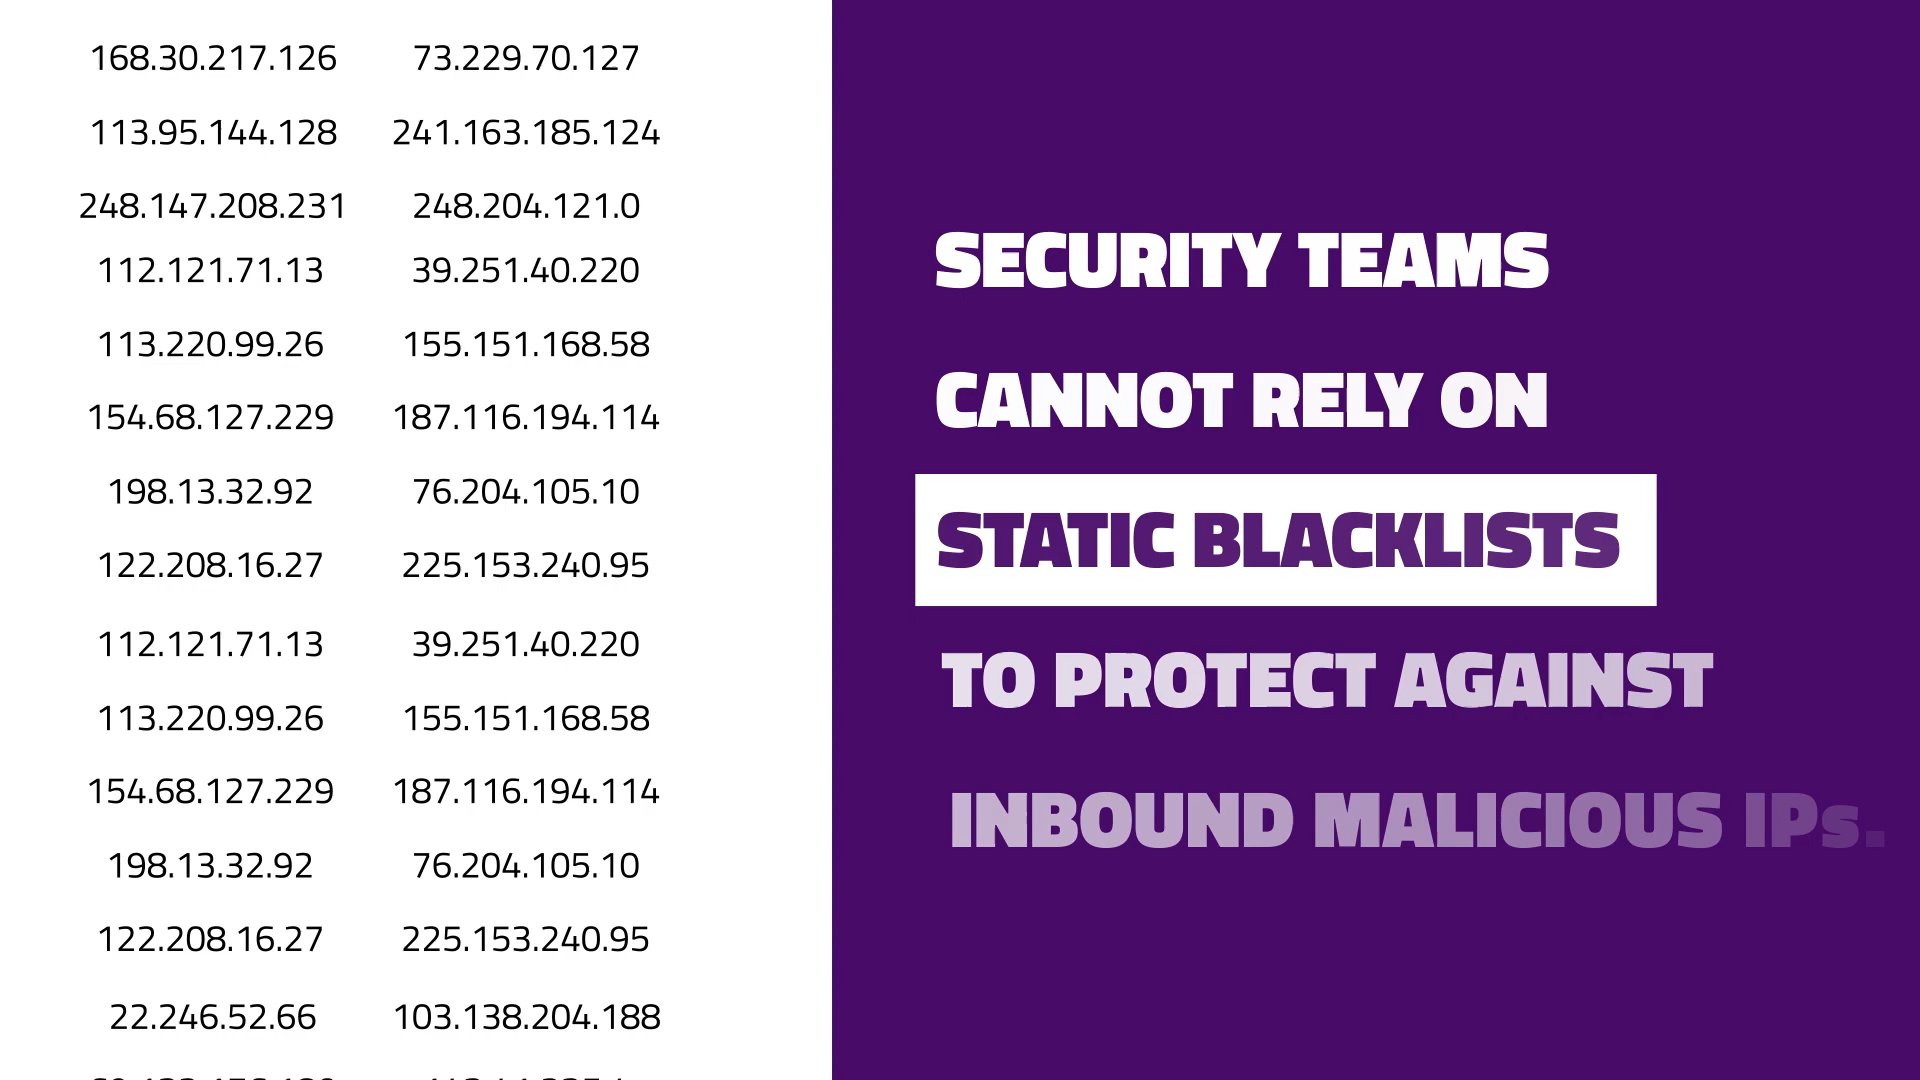 168.30.217.126 73.229.70.127
113.95.144.128 241.163.185.124
248.147.208.231 248.204.121.0
112.121.71.13 39.251.40.220
113.220.99.26 155.151.168.58
154.68.127.229 187.116.194.114
198.13.32.92 76.204.105.10
122.208.16.27 225.153.240.95
112.121.71.13 39.251.40.220
113.220.99.26 155.151.168.58
154.68.127.229 187.116.194.114
198.13.32.92 76.204.105.10
122.208.16.27 225.153.240.95
22.246.52.66 103.138.204.188
SECURITY TEAMS
CANNOT RELY ON
STATIC BLACKLISTS
TO PROTECT AGAINST
INBOUND MALICIOUS IPs.